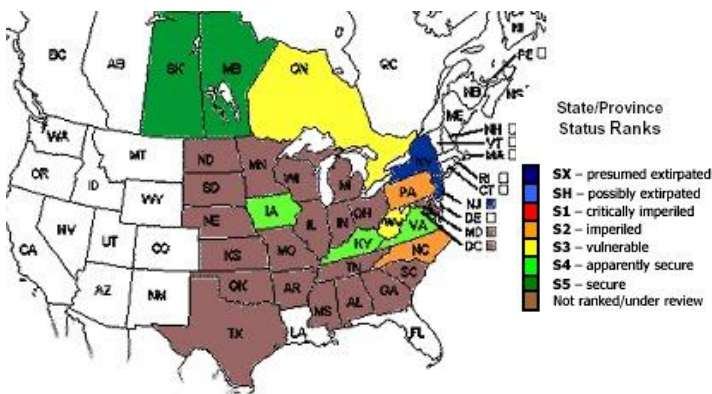 NL
BC
AB
SK
MB
ON
QC
PE
NB
NS
ME
WA
MT
ND
MN
NH
VT
MA
OR
ID
SD
WI
MI
NY
RI
CT
WY
NE
IA
PA
NJ
DE
MD
DC
NV
UT
CO
KS
MO
IL
IN
OH
WV
VA
KY
CA
AZ
NM
OK
AR
TN
NC
SC
TX
LA
MS
AL
GA
FL
State/Province
Status Ranks
SX – presumed extirpated
SH – possibly extirpated
S1 – critically imperiled
S2 – imperiled
S3 – vulnerable
S4 – apparently secure
S5 – secure
Not ranked/under review